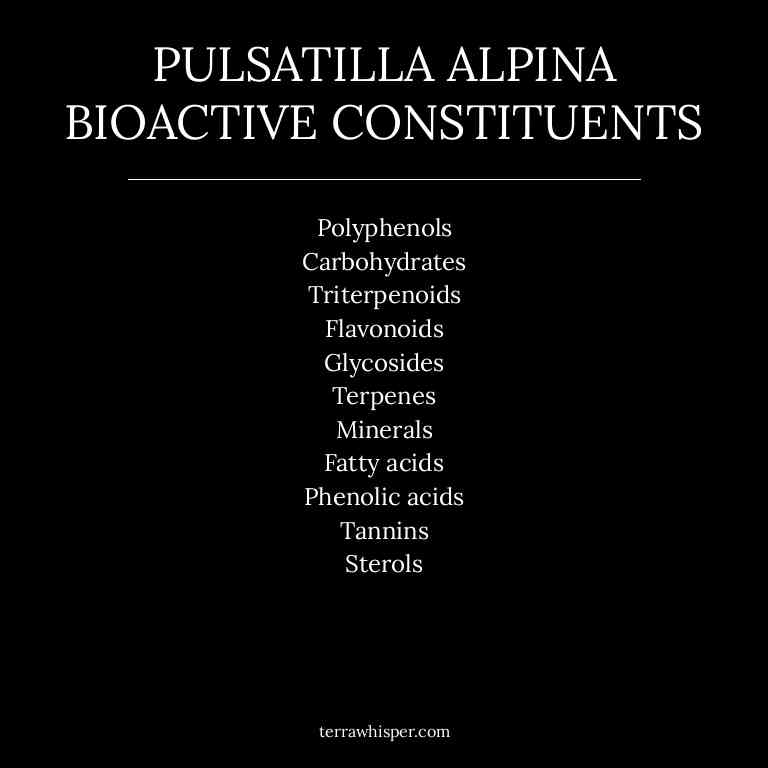 PULSATILLA ALPINA
BIOACTIVE CONSTITUENTS
Polyphenols
Carbohydrates
Triterpenoids
Flavonoids
Glycosides
Terpenes
Minerals
Fatty acids
Phenolic acids
Tannins
Sterols
terrawhisper.com